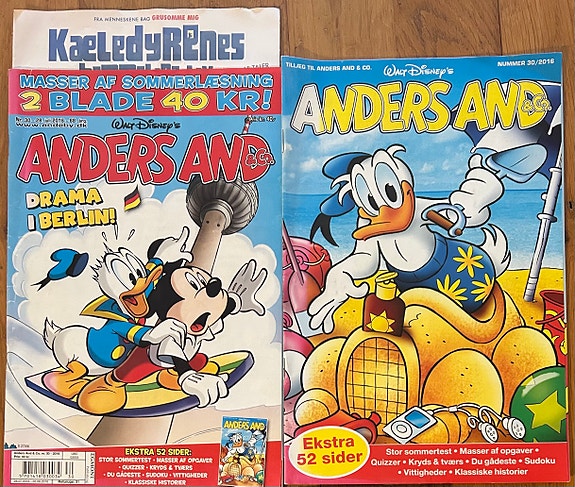 FRA MENNESKENE BAG GRUSOMME MIG
KæLedyRenes
MASSER AF SOMMERLÆSNING
2 BLADE 40 KR!
WALT DISNEY'S
ANDERS AND
& CO.
DRAMA
I BERLIN!
ANDERS AND
EKSTRA 52 SIDER:
STOR SOMMERTEST • MASSER AF OPGAVER
QUIZZER • KRYDS & TVÆRS
DU GÅDESTE • SUDOKU • VITTIGHEDER
KLASSISKE HISTORIER
TILLÆG TIL ANDERS AND & CO.
WALT DISNEY'S
NUMMER 30/2016
ANDERS AND
& CO.
Ekstra
52 sider
Stor sommertest • Masser af opgaver •
Quizzer • Kryds & tværs • Du gådeste • Sudoku
• Vittigheder • Klassiske historier